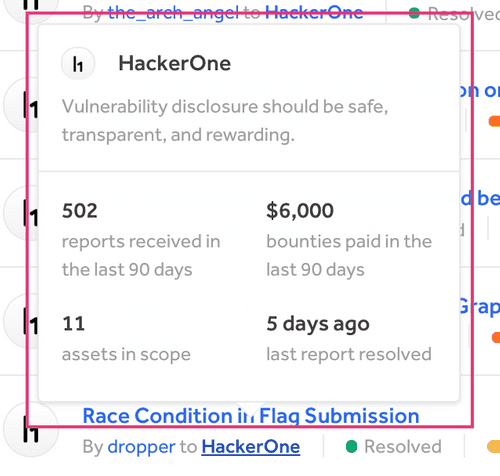 By the_arch_angel to HackerOne Resolved
h1 HackerOne
on
Vulnerability disclosure should be safe,
transparent, and rewarding.
d be
502 $6,000
reports received in bounties paid in the
the last 90 days last 90 days
11 5 days ago
assets in scope last report resolved
Race Condition in Flag Submission
By dropper to HackerOne Resolved